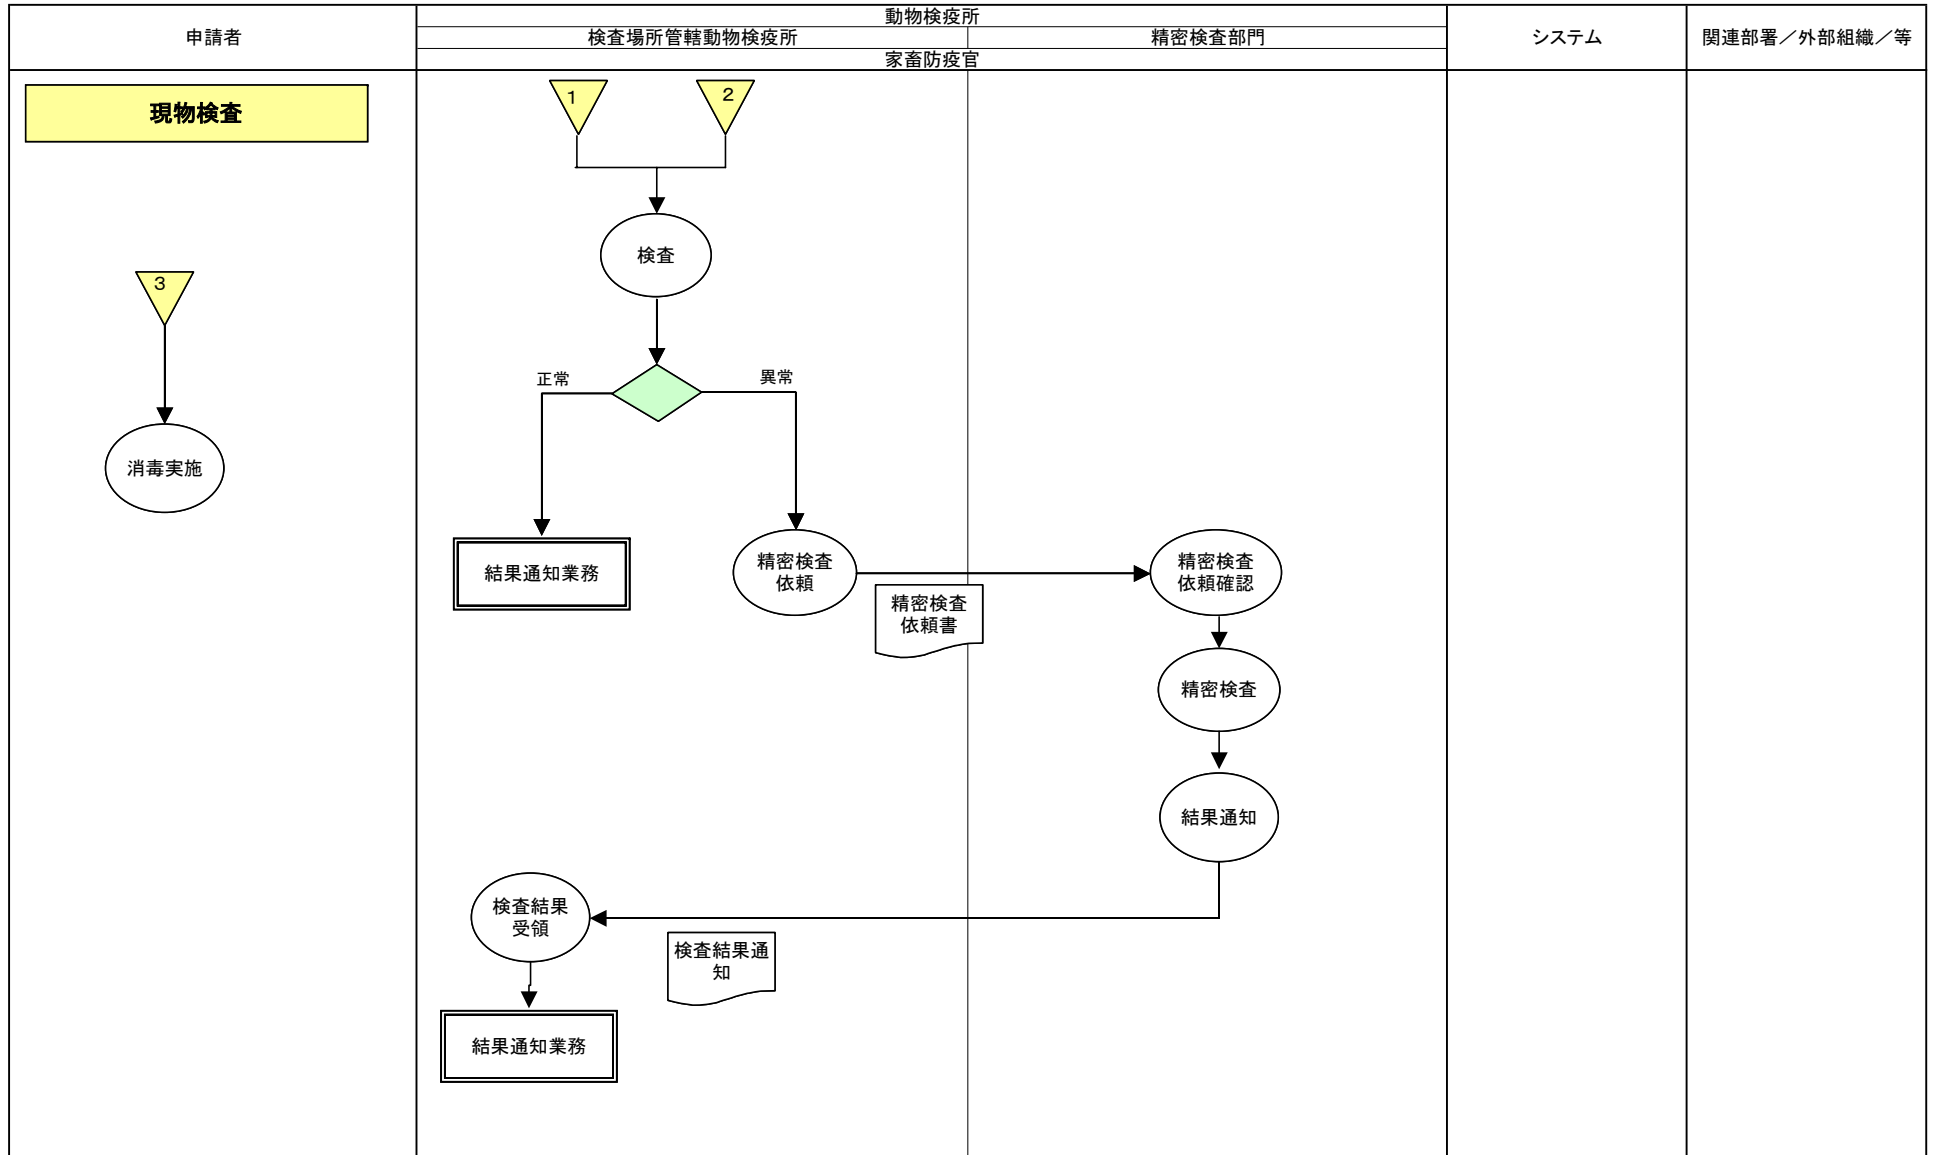 動物検疫所
申請者
検査場所管轄動物検疫所
精密検査部門
システム
関連部署／外部組織／等
家畜防疫官
現物検査
1
2
検査
3
正常
異常
消毒実施
結果通知業務
精密検査
依頼
精密検査
依頼書
精密検査
依頼確認
精密検査
結果通知
検査結果
受領
検査結果通
知
結果通知業務